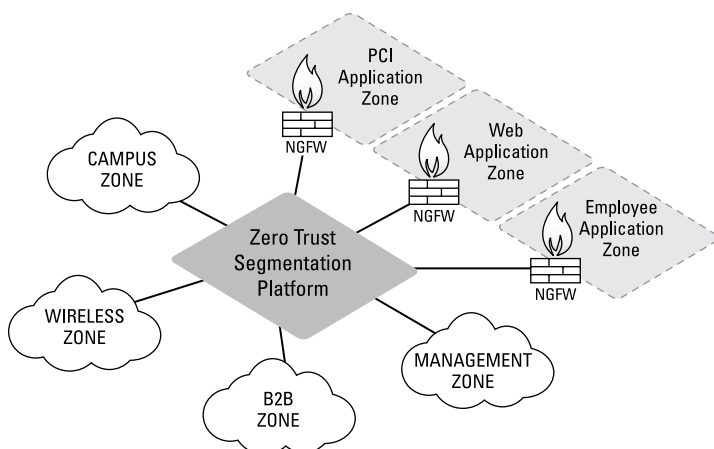 PCI
Application
Zone
NGFW
Web
Application
Zone
NGFW
Employee
Application
Zone
NGFW
CAMPUS
ZONE
Zero Trust
Segmentation
Platform
WIRELESS
ZONE
B2B
ZONE
MANAGEMENT
ZONE